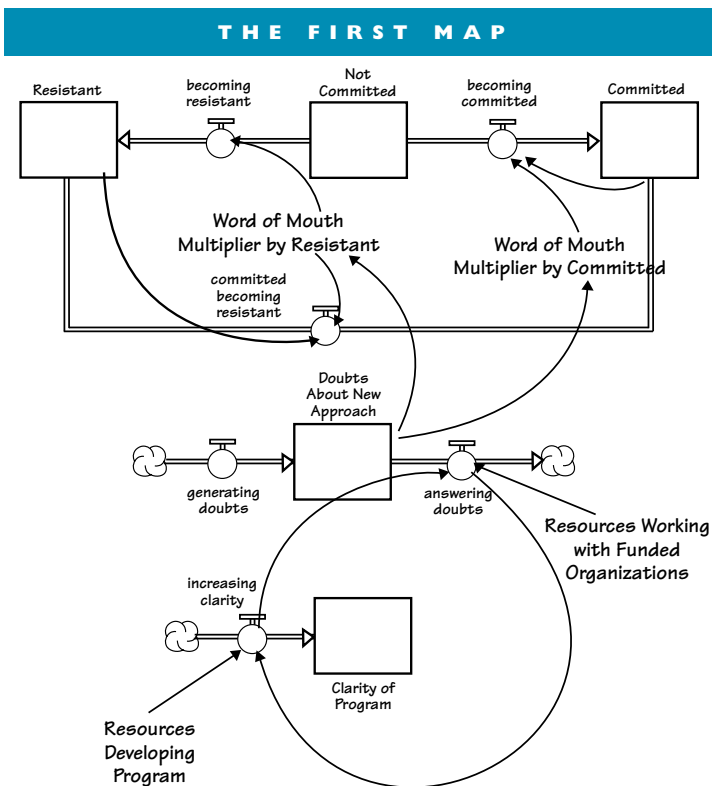 THE FIRST MAP
Resistant
becoming
resistant
Not
Committed
becoming
committed
Committed
Word of Mouth
Multiplier by Resistant
Word of Mouth
Multiplier by Committed
committed
becoming
resistant
Doubts
About New
Approach
generating
doubts
answering
doubts
Resources Working
with Funded
Organizations
increasing
clarity
Clarity of
Program
Resources
Developing
Program